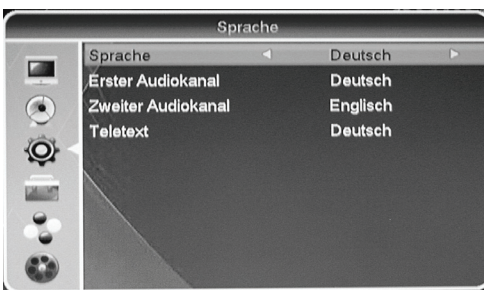 Sprache
Sprache Deutsch
Erster Audiokanal Deutsch
Zweiter Audiokanal Englisch
Teletext Deutsch